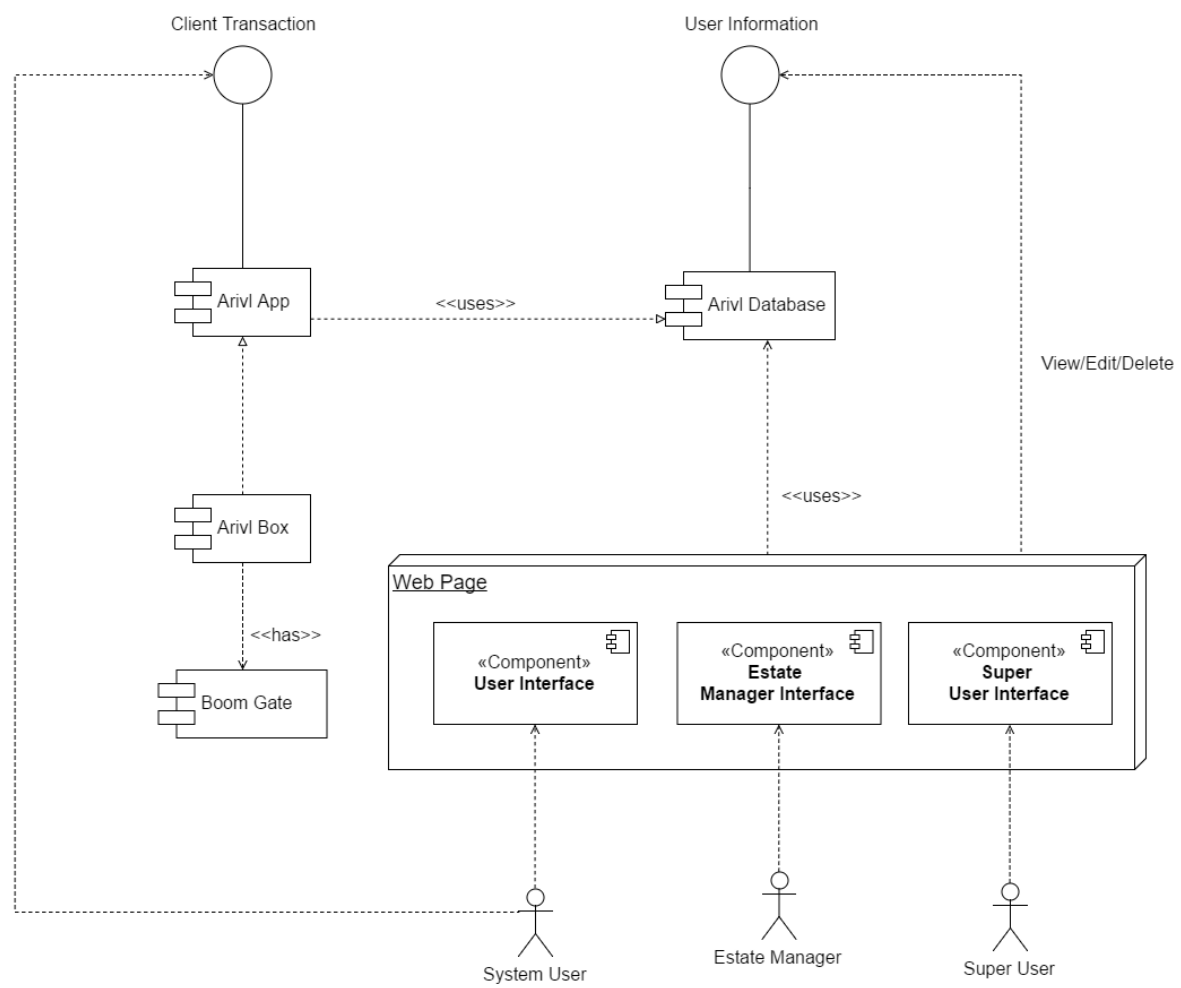 Client Transaction
User Information
Arivl App
<<uses>>
Arivl Database
View/Edit/Delete
<<uses>>
Arivl Box
<<has>>
Boom Gate
Web Page
«Component»
User Interface
«Component»
Estate
Manager Interface
«Component»
Super
User Interface
System User
Estate Manager
Super User